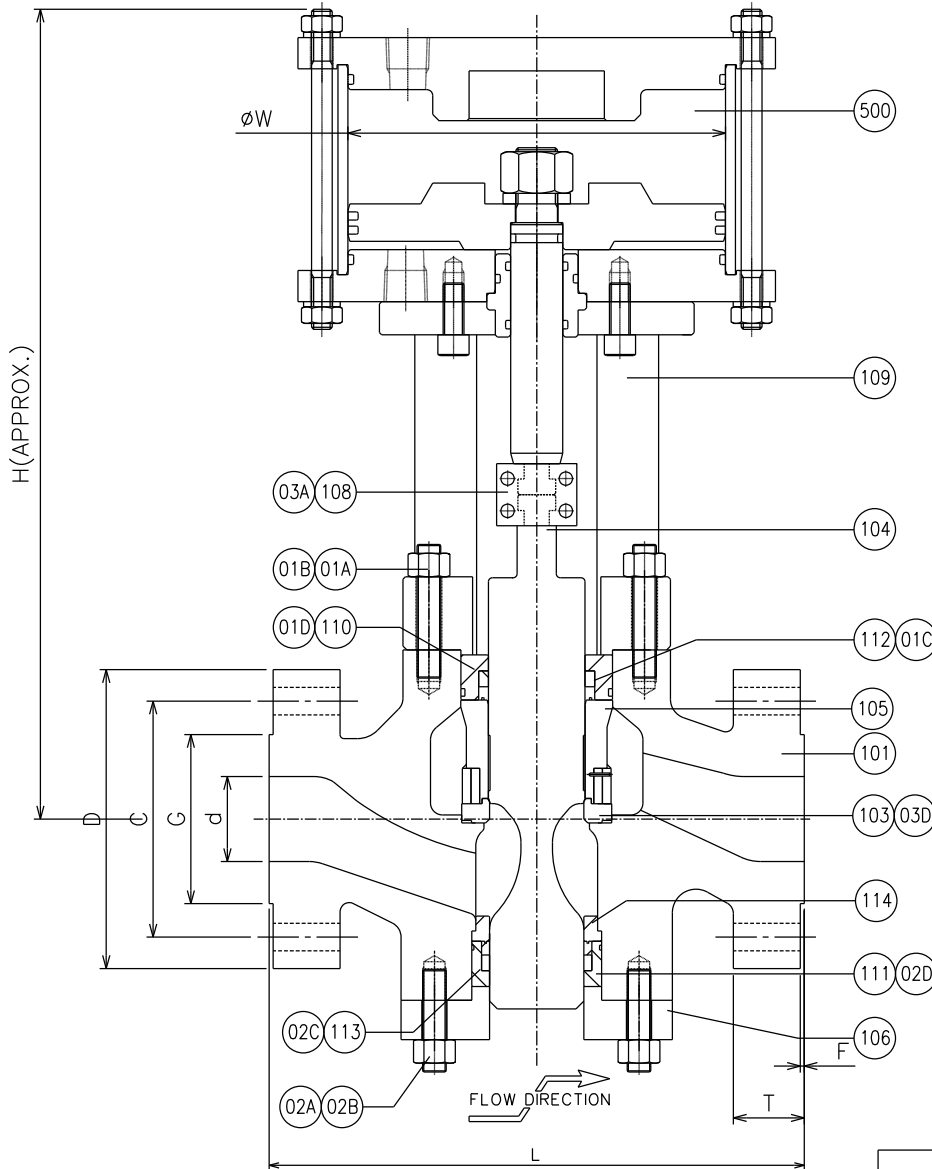 500
øW
H(APPROX.)
109
03A 108
104
01B 01A
01D 110
112 01C
105
101
D
C
G
d
103 03D
114
111 02D
02C 113
106
F
02A 02B
FLOW DIRECTION
T
L